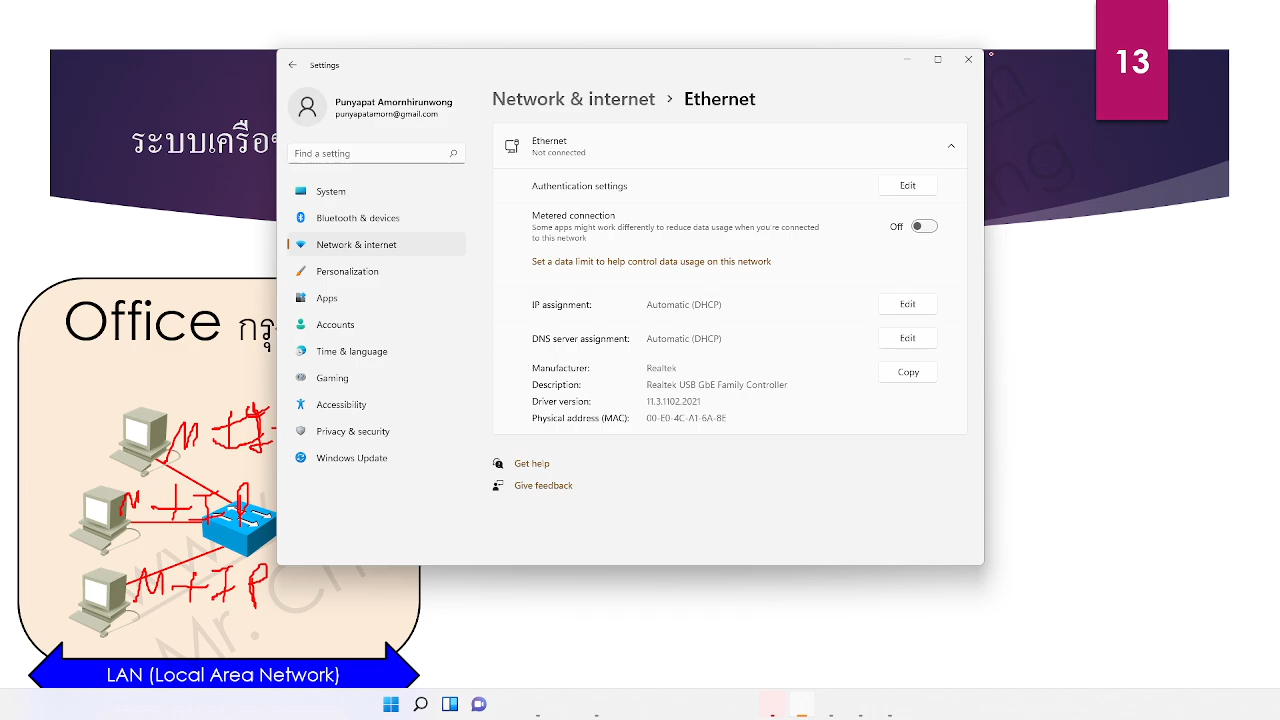 13
Settings
ระบบเครือ
Punyapat Amornhirunwong
punyapatamorn@gmail.com
Find a setting
System
Bluetooth & devices
Network & internet
Personalization
Apps
Accounts
Time & language
Gaming
Accessibility
Privacy & security
Windows Update
Network & internet › Ethernet
Ethernet
Not connected
Authentication settings
Edit
Metered connection
Some apps might work differently to reduce data usage when you're connected
to this network
Off
Set a data limit to help control data usage on this network
IP assignment: Automatic (DHCP)
Edit
DNS server assignment: Automatic (DHCP)
Edit
Manufacturer: Realtek
Copy
Description: Realtek USB GbE Family Controller
Driver version: 11.3.1102.2021
Physical address (MAC): 00-E0-4C-A1-6A-8E
Get help
Give feedback
Office กรุ
M
M+IP
M+IP
Mr.
LAN (Local Area Network)